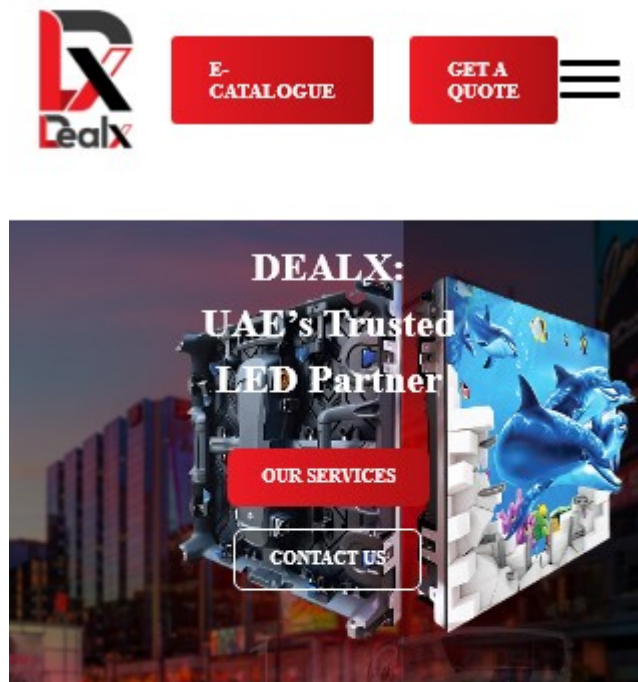 Dealx
E-
CATALOGUE
GET A
QUOTE
DEALX:
UAE’s Trusted
LED Partner
OUR SERVICES
CONTACT US